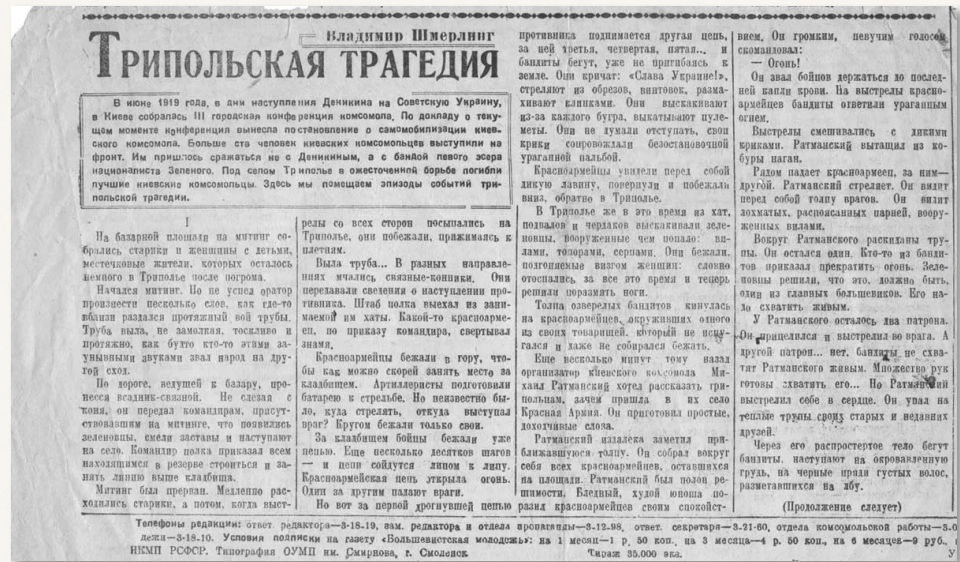 Владимир Шмерлинг
ТРИПОЛЬСКАЯ ТРАГЕДИЯ
В июне 1919 года, в дни наступления Деникина на Советскую Украину,
в Киеве собралась III городская конференция комсомола. По докладу о теку-
щем моменте конференция вынесла постановление о самомобилизации киев-
ского комсомола. Больше ста человек киевских комсомольцев выступили на
фронт. Им пришлось сражаться не с Деникиным, а с бандой левого эсера
националиста Зеленого. Под селом Триполье в ожесточенной борьбе погибли
лучшие киевские комсомольцы. Здесь мы помещаем эпизоды событий три-
польской трагедии.
I
На базарной площади на митинг со-
брались старики и женщины с детьми,
местечковые жители, которых осталось
немного в Триполье после погрома.
Начался митинг. Но не успел оратор
произнести несколько слов, как где-то
вблизи раздался протяжный вой трубы.
Труба выла, не замолкая, тоскливо и
протяжно, как будто кто-то этими за-
унывными звуками звал народ на дру-
гой сход.
По дороге, ведущей к базару, про-
несся всадник-связной. Не слезая с
коня, он передал командирам, присут-
ствовавшим на митинге, что появились
зеленовцы, смели заставы и наступают
на село. Командир полка приказал всем
находящимся в резерве строиться и за-
нять линию выше кладбища.
Митинг был прерван. Медленно рас-
ходились старики, а потом, когда выст-
релы со всех сторон посыпались на
Триполье, они побежали, прижимаясь к
плетням.
Выла труба... В разных направле-
ниях мчались связные-конники. Они
передавали сведения о наступлении про-
тивника. Штаб полка выехал из зани-
маемой им хаты. Какой-то красноарме-
ец, по приказу командира, свертывал
знамя.
Красноармейцы бежали в гору, что-
бы как можно скорей занять место за
кладбищем. Артиллеристы подготовили
батарею к стрельбе. Но неизвестно бы-
ло, куда стрелять, откуда выступал
враг? Кругом бежали только свои.
За кладбищем бойцы бежали уже
цепью. Еще несколько десятков шагов
— и цепи сойдутся лицом к лицу.
Красноармейская цепь открыла огонь.
Один за другим падают враги.
Но вот за первой дрогнувшей цепью
противника поднимается другая цепь,
за ней третья, четвертая, пятая... и
бандиты бегут, уже не пригибаясь к
земле. Они кричат: «Слава Украине!»,
стреляют из обрезов, винтовок, разма-
хивают клинками. Они выскакивают
из-за каждого бугра, выкатывают пуле-
меты. Они не думали отступать, свои
крики сопровождали безостановочной
ураганной пальбой.
Красноармейцы увидели перед собой
дикую лавину, повернули и побежали
вниз, обратно в Триполье.
В Триполье же в это время из хат,
подвалов и чердаков выскакивали зеле-
новцы, вооруженные чем попало: ви-
лами, топорами, серпами. Они бежали,
подгоняемые визгом женщин: словно
отоспались за все это время и теперь
решили поразмять ноги.
Толпа озверелых бандитов кинулась
на красноармейцев, окруживших одного
из своих товарищей, который не испу-
гался и даже не собирался бежать.
Еще несколько минут тому назад
организатор киевского комсомола Ми-
хаил Ратманский хотел рассказать три-
польцам, зачем пришла в их село
Красная Армия. Он приготовил простые,
доходчивые слова.
Ратманский издалека заметил при-
ближавшуюся толпу. Он собрал вокруг
себя всех красноармейцев, оставшихся
на площади. Ратманский был полон ре-
шимости. Бледный, худой юноша по-
разил красноармейцев своим спокойст-
вием. Он громким, певучим голосом
скомандовал:
— Огонь!
Он звал бойцов держаться до послед-
ней капли крови. На выстрелы красно-
армейцев бандиты ответили ураганным
огнем.
Выстрелы смешивались с дикими
криками. Ратманский вытащил из ко-
буры наган.
Рядом падает красноармеец, за ним—
другой. Ратманский стреляет. Он видит
перед собой толпу врагов. Он видит
лохматых, распоясанных парней, воору-
женных вилами.
Вокруг Ратманского раскиданы тру-
пы. Он остался один. Кто-то из банди-
тов приказал прекратить огонь. Зеле-
новцы решили, что это, должно быть,
один из главных большевиков. Его на-
до схватить живым.
У Ратманского осталось два патрона.
Он прицелился и выстрелил во врага. А
другой патрон... нет, бандиты не схва-
тят Ратманского живым. Множество рук
готовы схватить его... Но Ратманский
выстрелил себе в сердце. Он упал на
теплые трупы своих старых и недавних
друзей.
Через его распростертое тело бегут
бандиты, наступают на окровавленную
грудь, на черные пряди густых волос,
разметавшихся на лбу.
(Продолжение следует)
Телефоны редакции: ответ. редактора—3-18-19, зам. редактора и отдела пропаганды—3-12-98, ответ. секретаря—3-21-60, отдела комсомольской работы—3-0
дежи—3-18.10. Условия подписки на газету «Большевистская молодежь»: на 1 месяц—1 р. 50 коп., на 3 месяца—4 р. 50 коп., на 6 месяцев—9 руб.,
НКМП РСФСР. Типография ОУМП им. Смирнова, г. Смоленск Тираж 35.000 экз. У